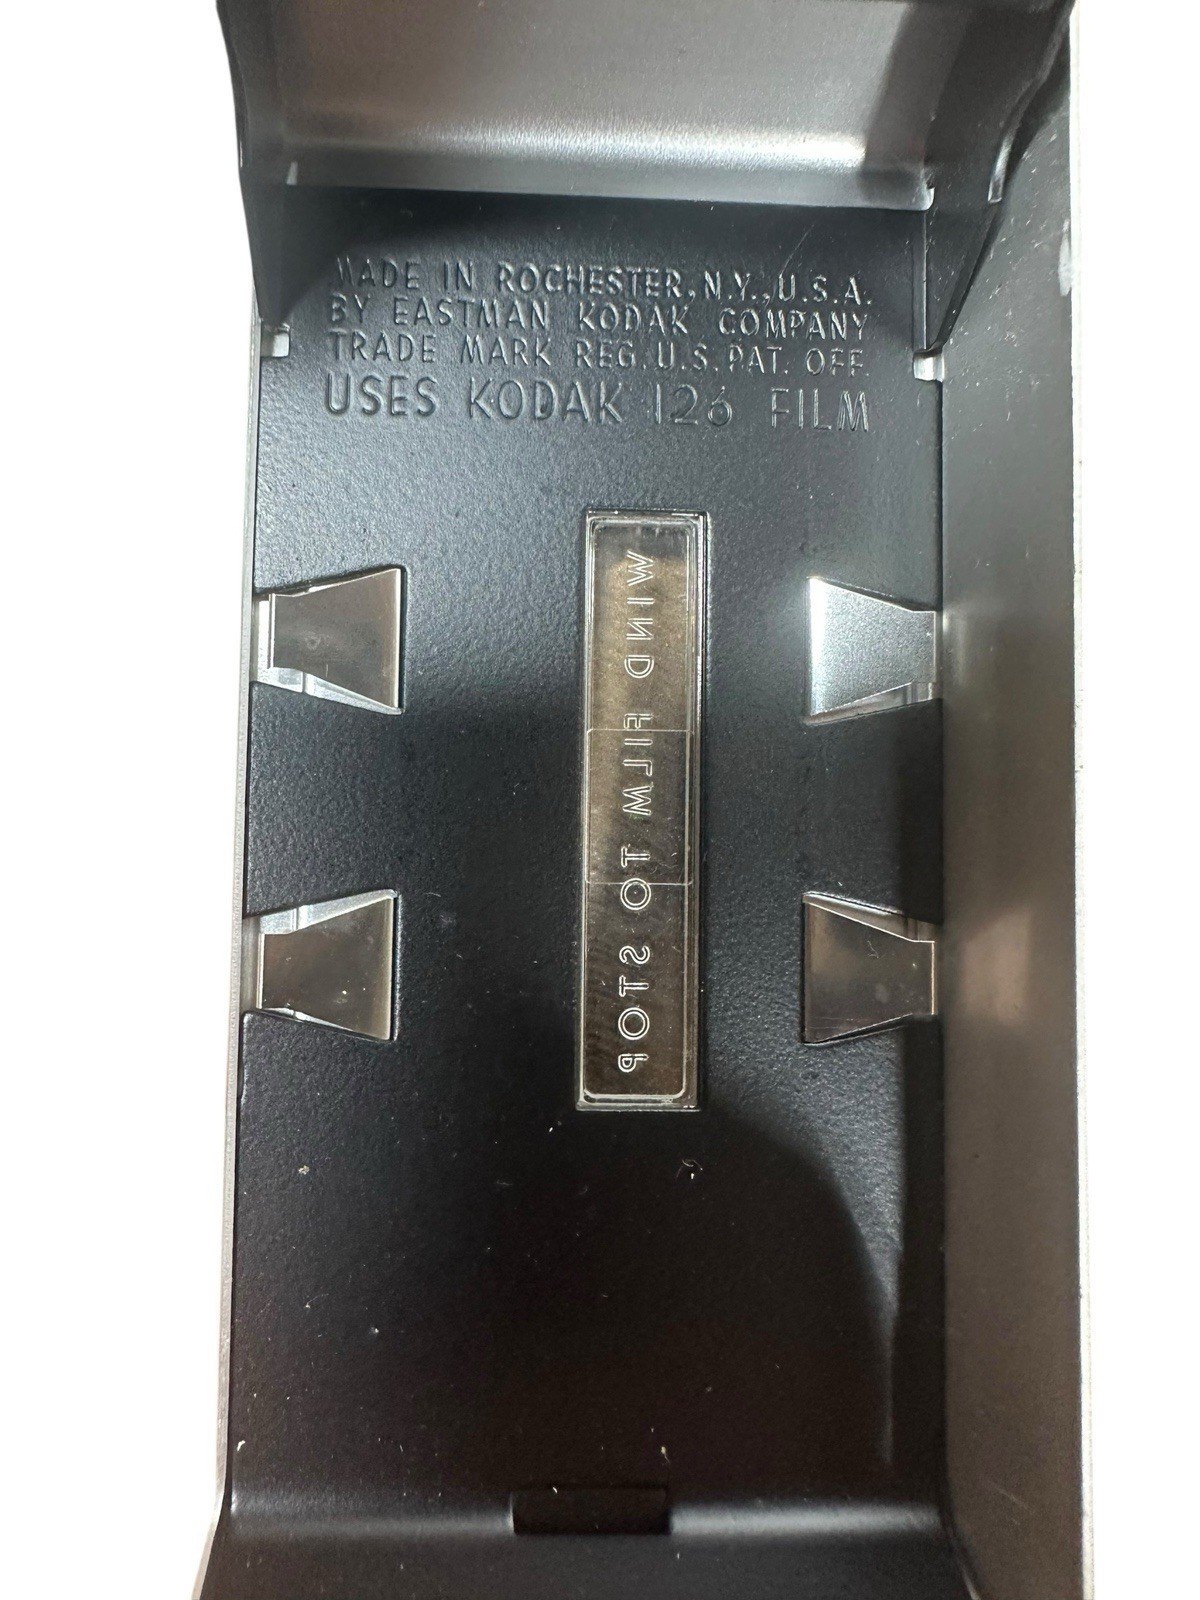 MADE IN ROCHESTER, N.Y., U.S.A.
BY EASTMAN KODAK COMPANY
TRADE MARK REG. U.S. PAT. OFF.
USES KODAK 126 FILM
WIND FILM TO STOP